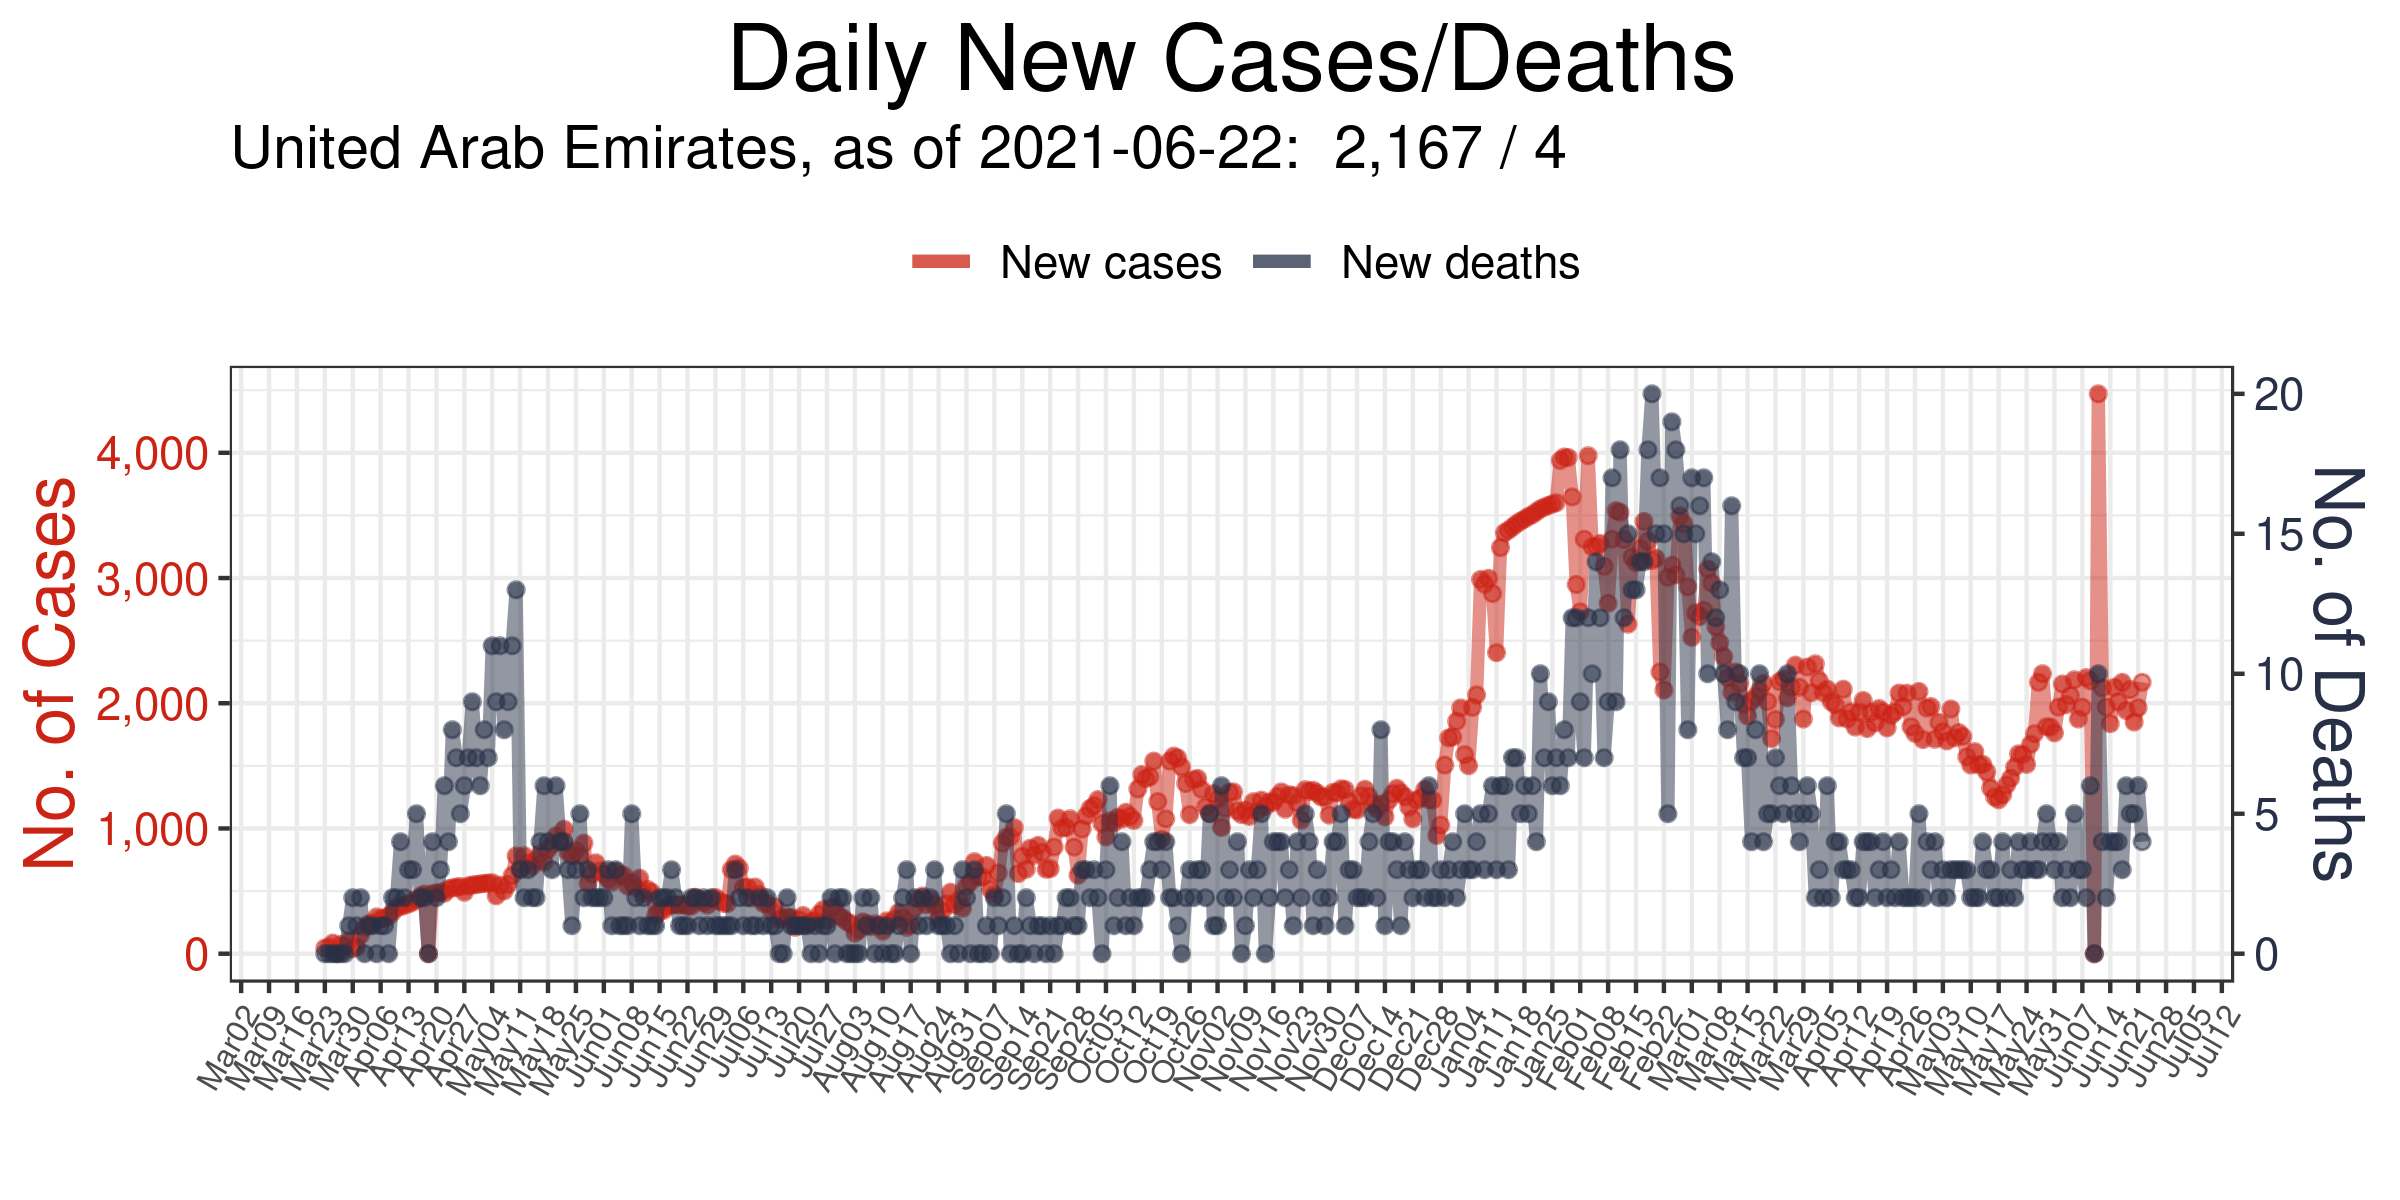 Daily New Cases/Deaths
United Arab Emirates, as of 2021-06-22:  2,167 / 4
New cases New deaths
No. of Cases
4,000
3,000
2,000
1,000
0
20
15
10
5
0
No. of Deaths
Mar02 Mar09 Mar16 Mar23 Mar30 Apr06 Apr13 Apr20 Apr27 May04 May11 May18 May25 Jun01 Jun08 Jun15 Jun22 Jun29 Jul06 Jul13 Jul20 Jul27 Aug03 Aug10 Aug17 Aug24 Aug31 Sep07 Sep14 Sep21 Sep28 Oct05 Oct12 Oct19 Oct26 Nov02 Nov09 Nov16 Nov23 Nov30 Dec07 Dec14 Dec21 Dec28 Jan04 Jan11 Jan18 Jan25 Feb01 Feb08 Feb15 Feb22 Mar01 Mar08 Mar15 Mar22 Mar29 Apr05 Apr12 Apr19 Apr26 May03 May10 May17 May24 May31 Jun07 Jun14 Jun21 Jun28 Jul05 Jul12